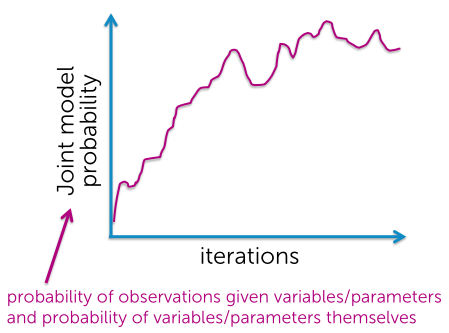 Joint model
probability
iterations
probability of observations given variables/parameters
and probability of variables/parameters themselves